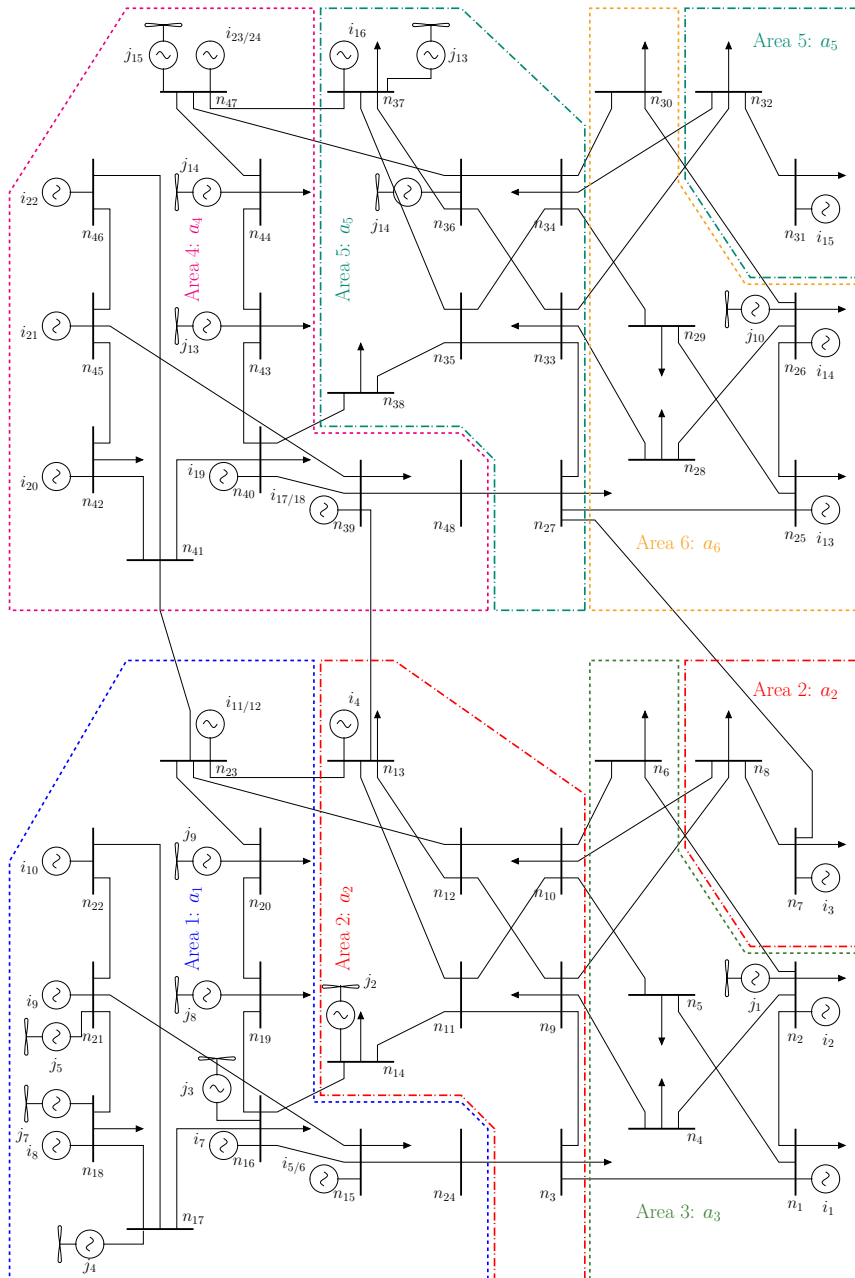 i23/24
i16
j15
j13
Area 5: a5
n47
n37
n30
n32
j14
i22
j14
n46
n44
n36
n34
n31
i15
Area 4: a4
Area 5: a5
i21
j13
j10
n29
n45
n43
n35
n33
n26
i14
n38
i20
i19
n28
n42
n40
i17/18
n39
n48
n27
n25
i13
n41
Area 6: a6
i11/12
i4
Area 2: a2
n23
n13
n6
n8
j9
i10
n22
n20
n12
n10
n7
i3
Area 1: a1
Area 2: a2
j2
i9
j8
j1
n5
n21
n19
n11
n9
n2
i2
j5
n14
j3
j7
i7
n4
i8
n18
n16
i5/6
n15
n24
n3
n1
i1
n17
Area 3: a3
j4